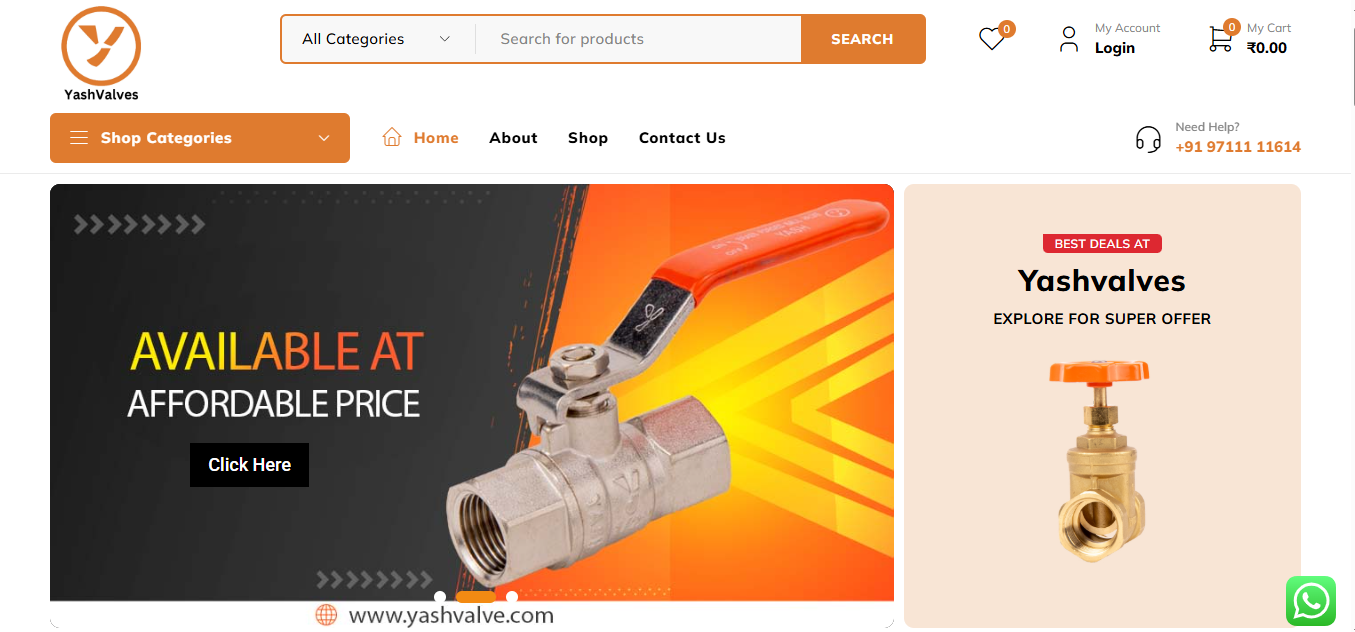 YashValves
All Categories
Search for products
SEARCH
0
My Account
Login
0
My Cart
₹0.00
Shop Categories
Home
About
Shop
Contact Us
Need Help?
+91 97111 11614
YASH
AVAILABLE AT
AFFORDABLE PRICE
Click Here
www.yashvalve.com
BEST DEALS AT
Yashvalves
EXPLORE FOR SUPER OFFER